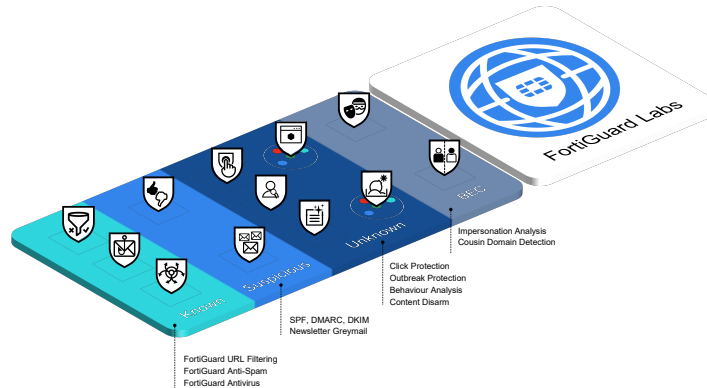 FortiGuard Labs
BEC
Impersonation Analysis
Cousin Domain Detection
Unknown
Click Protection
Outbreak Protection
Behaviour Analysis
Content Disarm
Suspicious
SPF, DMARC, DKIM
Newsletter Greymail
Known
FortiGuard URL Filtering
FortiGuard Anti-Spam
FortiGuard Antivirus